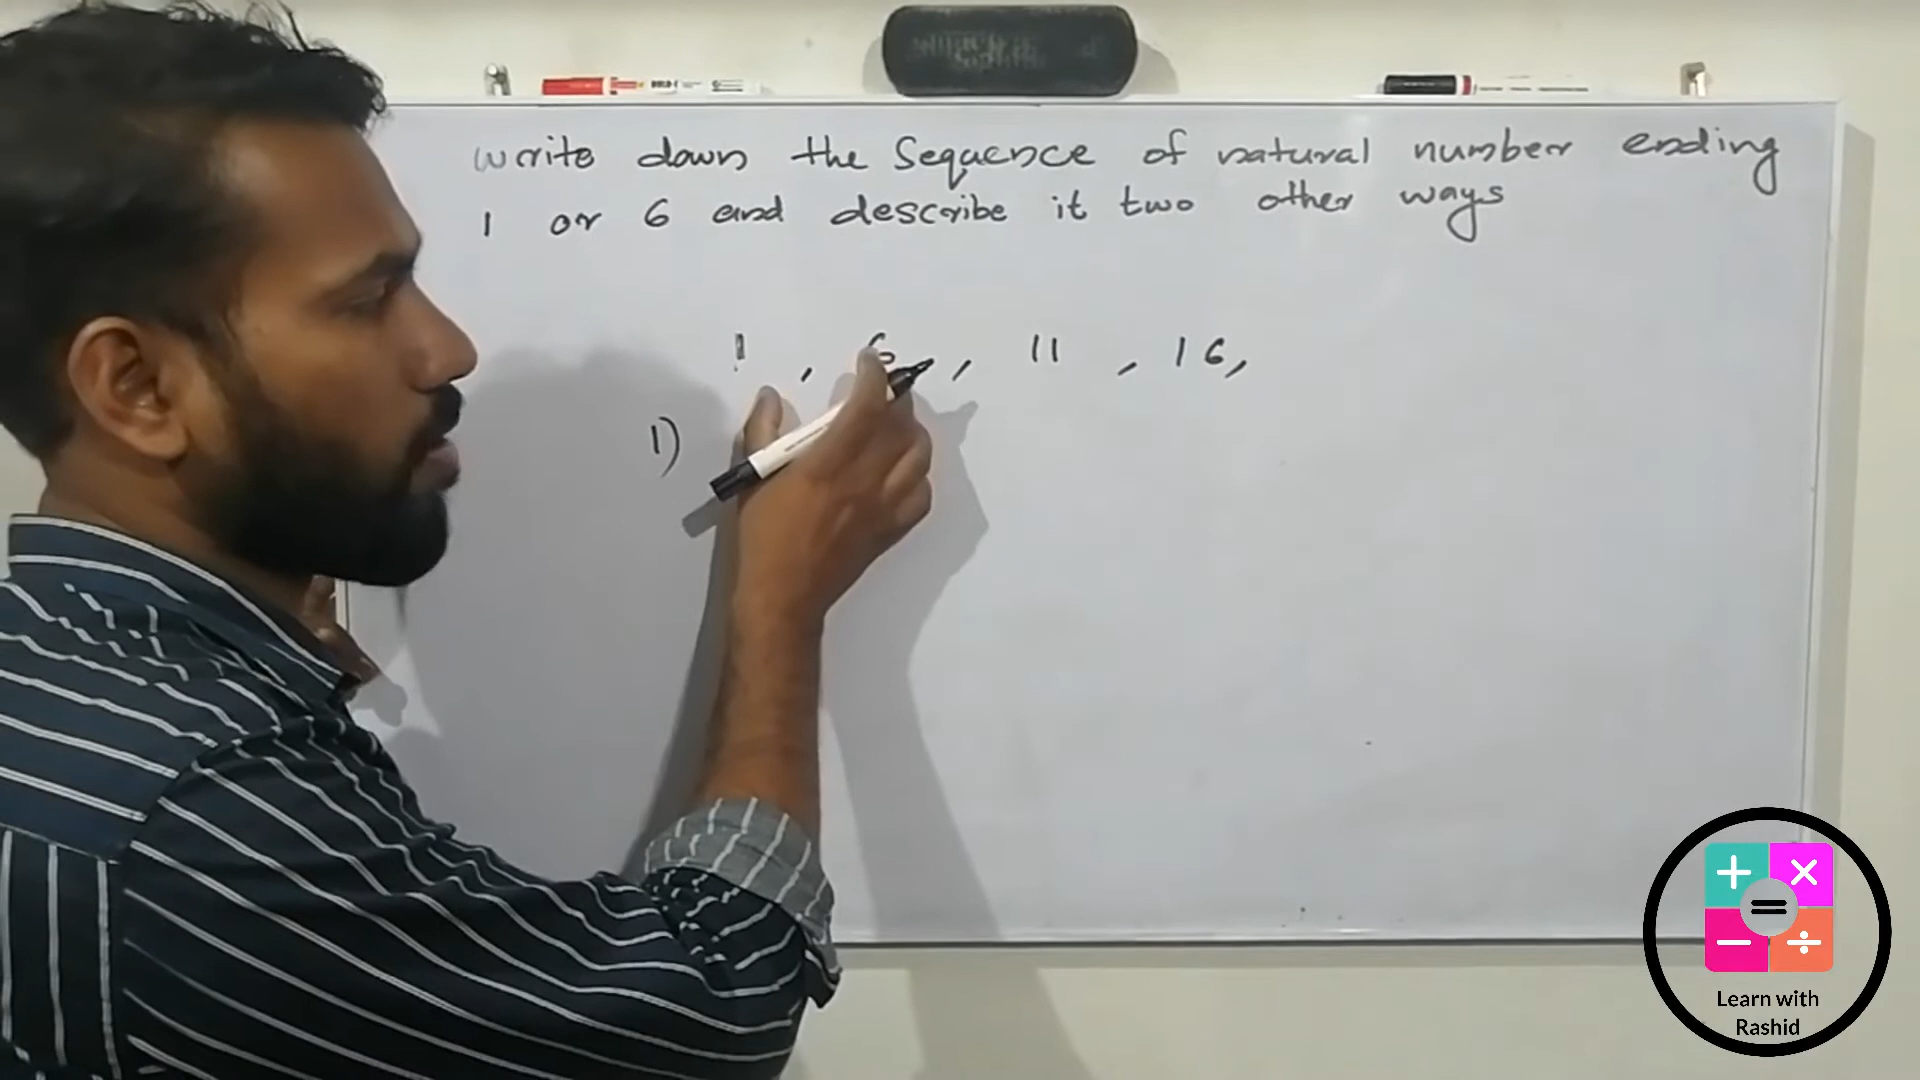 write down the Sequence of natural number ending
1 or 6 and describe it two other ways
1, 6, 11, 16,
1)
Learn with
Rashid